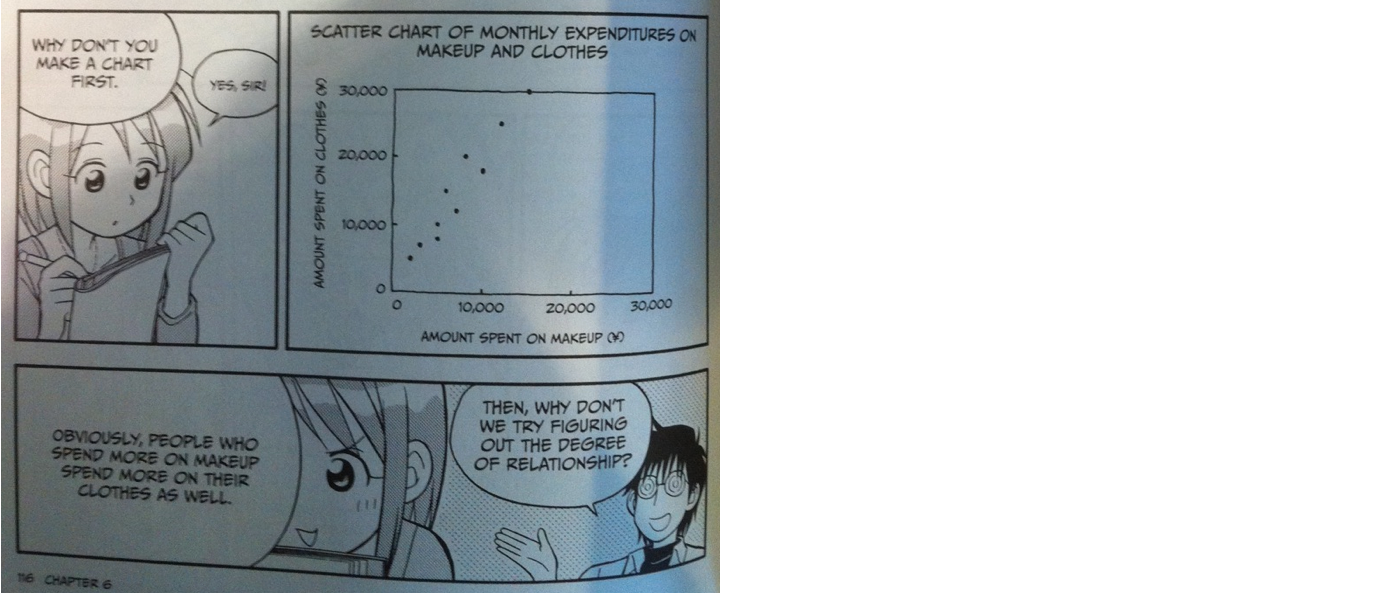 WHY DON'T YOU
MAKE A CHART
FIRST.
YES, SIR!
SCATTER CHART OF MONTHLY EXPENDITURES ON
MAKEUP AND CLOTHES
AMOUNT SPENT ON CLOTHES (¥)
30,000
20,000
10,000
0
0
10,000
20,000
30,000
AMOUNT SPENT ON MAKEUP (¥)
OBVIOUSLY, PEOPLE WHO
SPEND MORE ON MAKEUP
SPEND MORE ON THEIR
CLOTHES AS WELL.
THEN, WHY DON'T
WE TRY FIGURING
OUT THE DEGREE
OF RELATIONSHIP?
116 CHAPTER 6